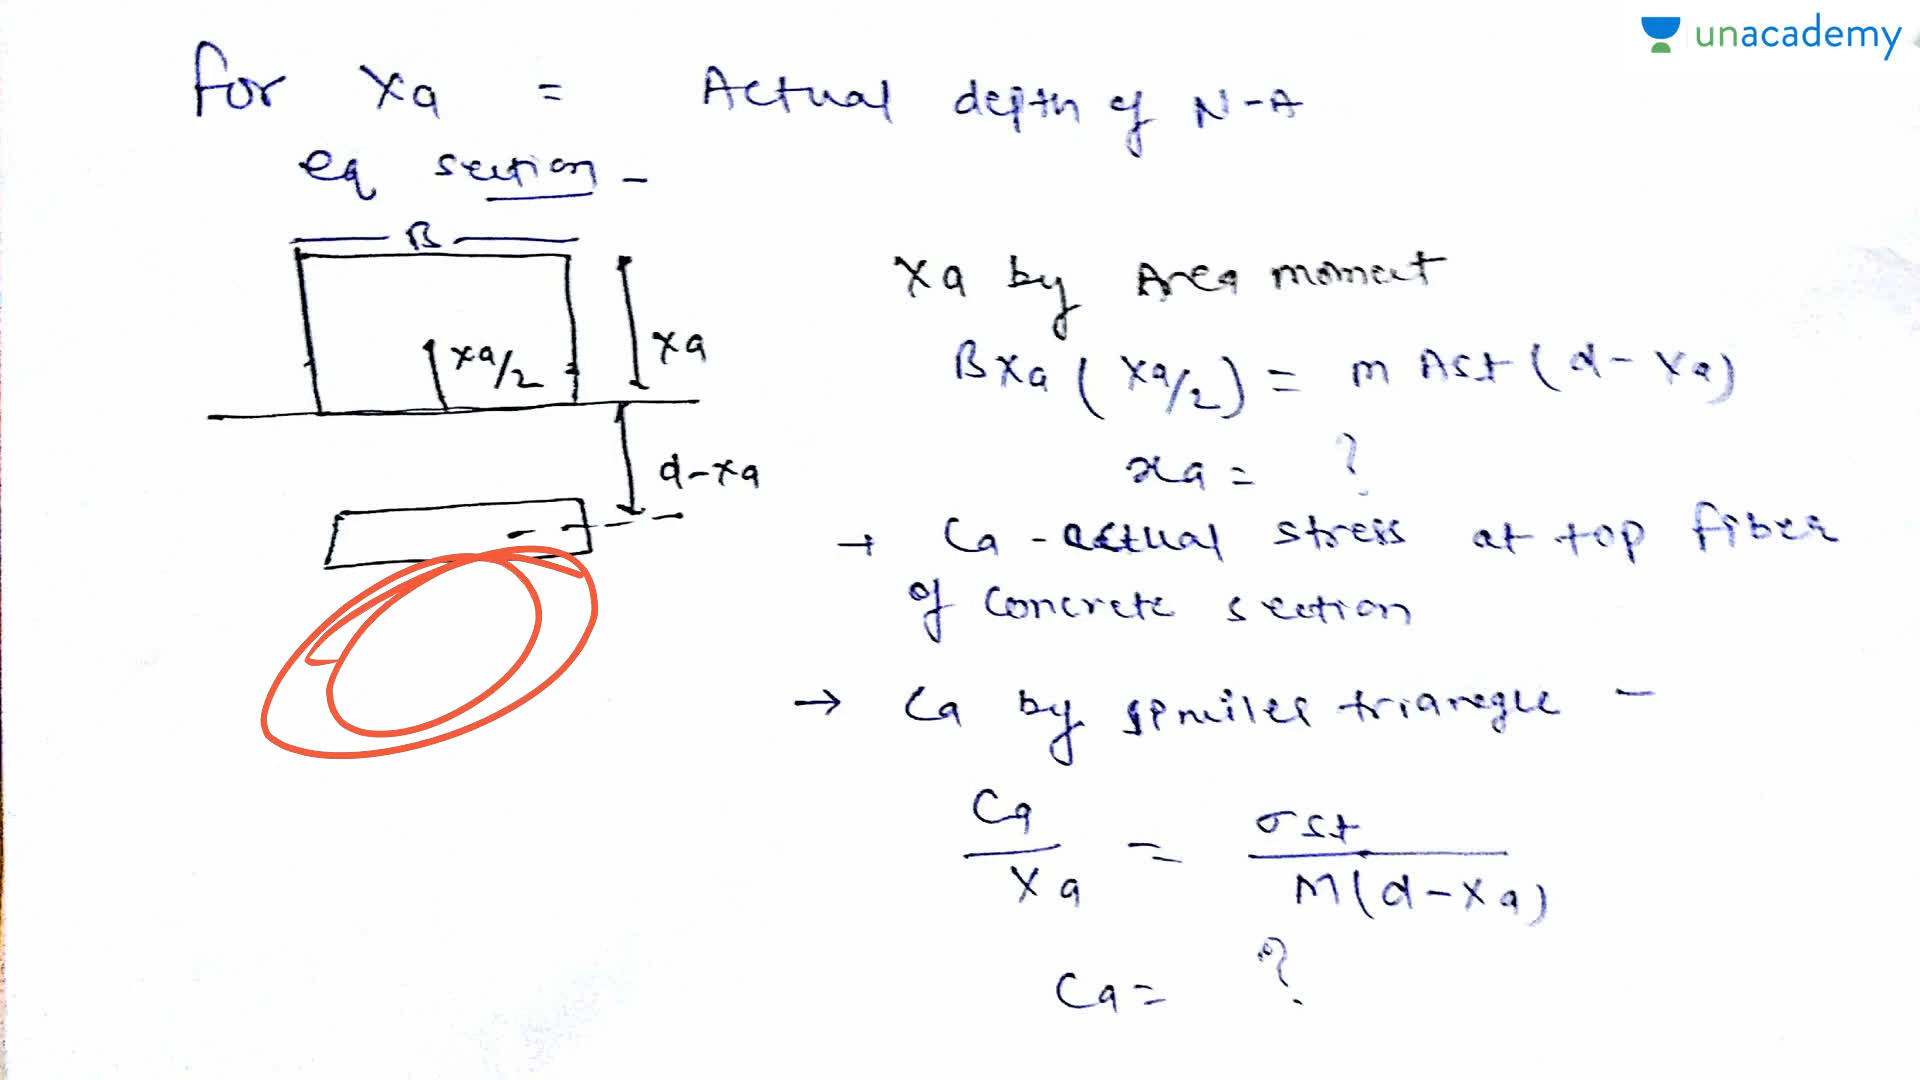 unacademy
for xa = Actual depth of N-A
eq section -
B
xa/2
xa
d-xa
xa by Area moment
Bxa (xa/2) = m Ast (d - xa)
xa = ?
→ Ca - actual stress at top fiber
of concrete section
→ Ca by triangle -
Ca/xa = σst/m(d-xa)
Ca = ?